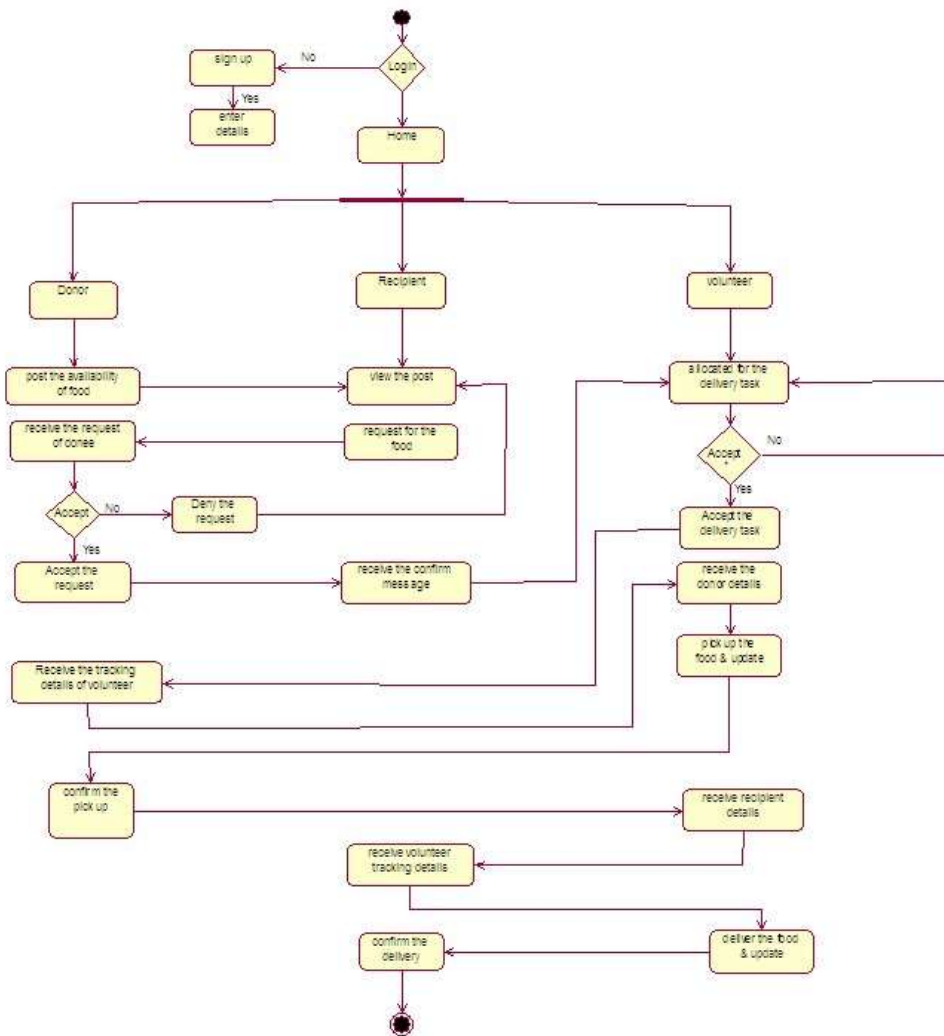 Login
No
sign up
Yes
enter
details
Home
Donor
Recipient
volunteer
post the availability
of food
view the post
allocated for the
delivery task
receive the request
of donee
request for the
food
Accept
No
Deny the
request
Yes
Accept the
request
receive the confirm
message
Accept
No
Yes
Accept the
delivery task
receive the
donor details
pick up the
food & update
Receive the tracking
details of volunteer
confirm the
pick up
receive recipient
details
receive volunteer
tracking details
deliver the food
& update
confirm the
delivery